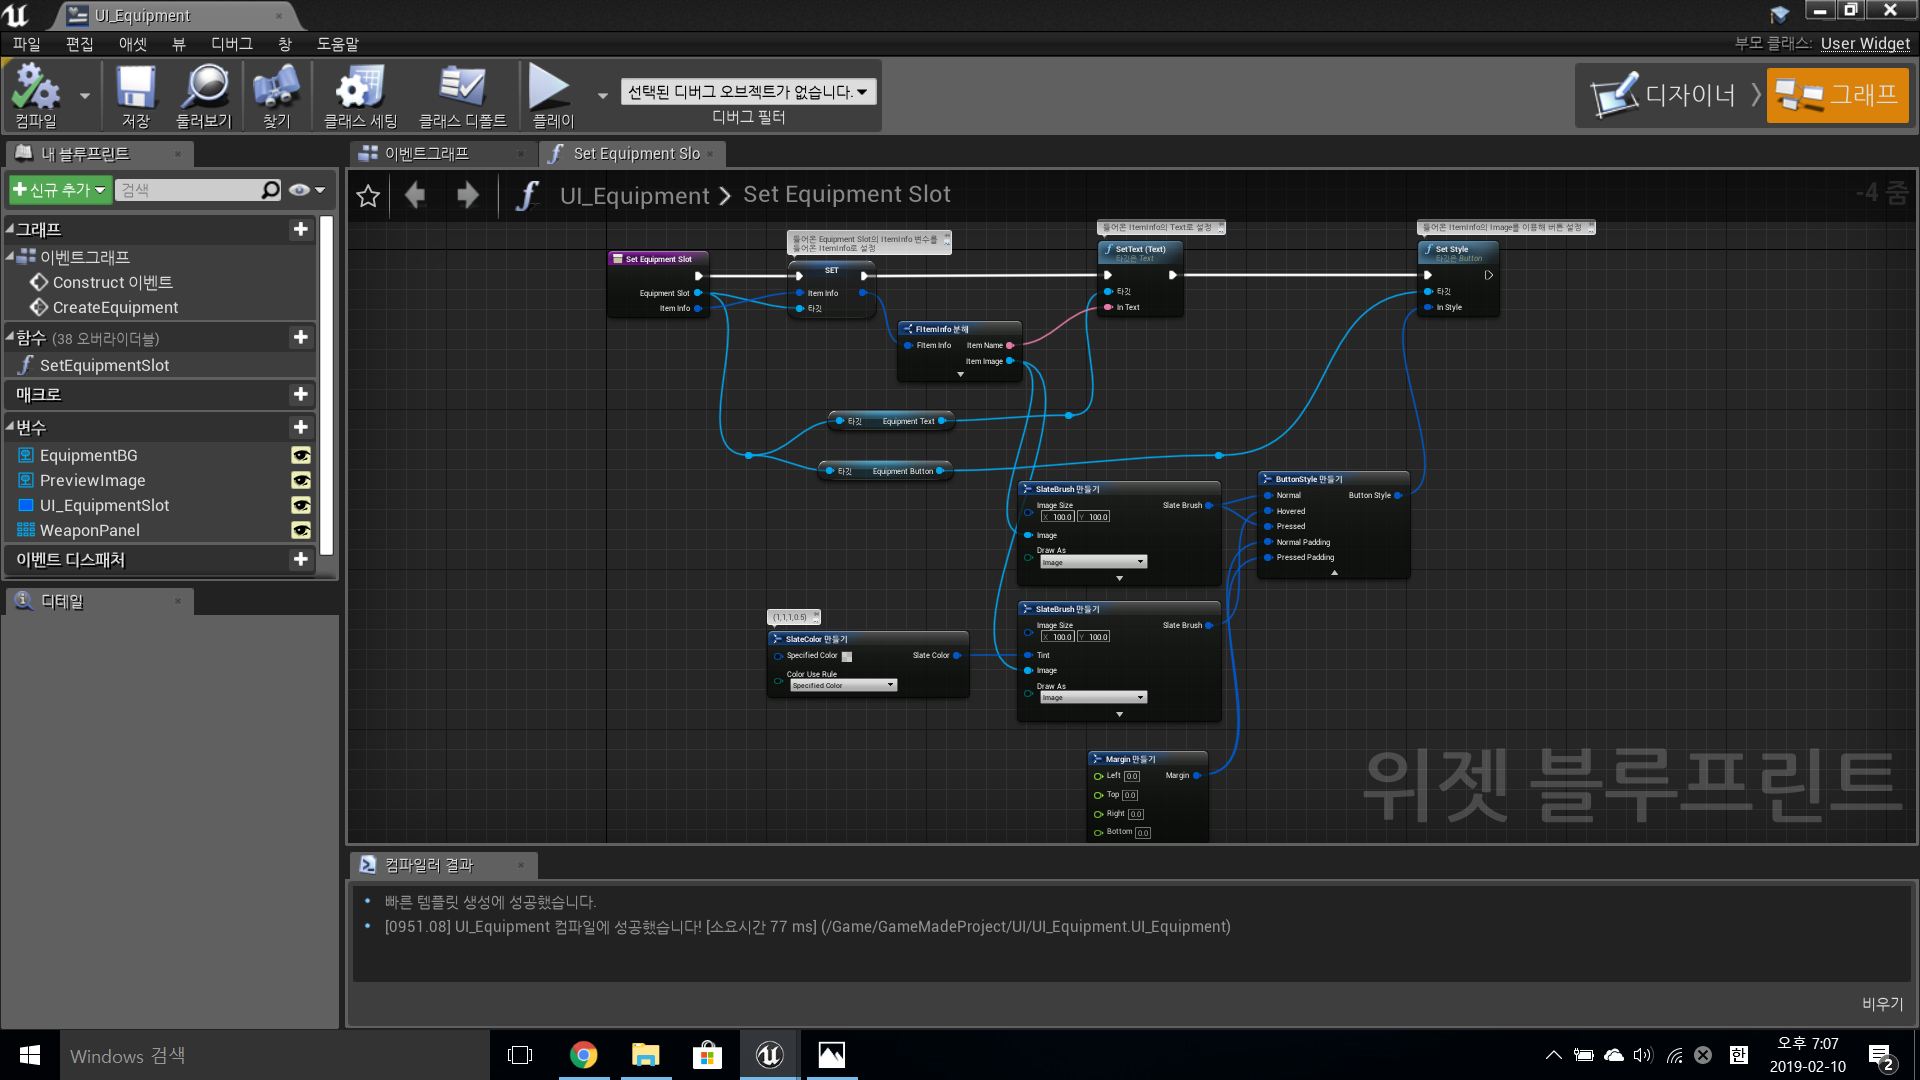 UI_Equipment
파일 편집 애셋 뷰 디버그 창 도움말
부모 클래스: User Widget
컴파일 저장 둘러보기 찾기 클래스 세팅 클래스 디폴트 플레이
선택된 디버그 오브젝트가 없습니다.
디버그 필터
디자이너 그래프
내 블루프린트
신규 추가 검색
그래프
이벤트그래프
Construct 이벤트
CreateEquipment
함수 (38 오버라이더블)
SetEquipmentSlot
매크로
변수
EquipmentBG
PreviewImage
UI_EquipmentSlot
WeaponPanel
이벤트 디스패처
디테일
이벤트그래프 Set Equipment Slo
UI_Equipment > Set Equipment Slot
-4 줌
Set Equipment Slot
Equipment Slot
Item Info
들어온 Equipment Slot의 ItemInfo 변수를
들어온 ItemInfo로 설정
SET
Item Info
타깃
FItemInfo 분해
FItem Info Item Name
Item Image
들어온 ItemInfo의 Text로 설정
SetText (Text)
타깃은 Text
타깃
In Text
들어온 ItemInfo의 Image를 이용해 버튼 설정
Set Style
타깃은 Button
타깃
In Style
타깃 Equipment Text
타깃 Equipment Button
SlateBrush 만들기
Image Size Slate Brush
X 100.0 Y 100.0
Image
Draw As
Image
ButtonStyle 만들기
Normal Button Style
Hovered
Pressed
Normal Padding
Pressed Padding
(1,1,1,0.5)
SlateColor 만들기
Specified Color Slate Color
Color Use Rule
Specified Color
SlateBrush 만들기
Image Size Slate Brush
X 100.0 Y 100.0
Tint
Image
Draw As
Image
Margin 만들기
Left 0.0 Margin
Top 0.0
Right 0.0
Bottom 0.0
위젯 블루프린트
컴파일러 결과
빠른 템플릿 생성에 성공했습니다.
[0951.08] UI_Equipment 컴파일에 성공했습니다! [소요시간 77 ms] (/Game/GameMadeProject/UI/UI_Equipment.UI_Equipment)
비우기
Windows 검색
한
오후 7:07
2019-02-10
2